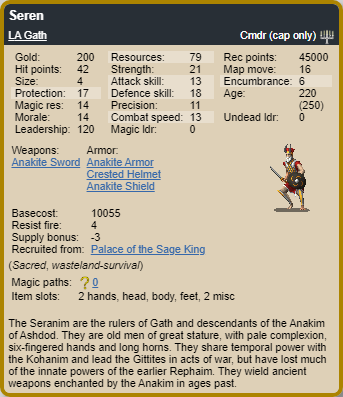 Seren
LA Gath Cmdr (cap only)
Gold: 200 Resources: 79 Rec points: 45000
Hit points: 42 Strength: 21 Map move: 16
Size: 4 Attack skill: 13 Encumbrance: 6
Protection: 17 Defence skill: 18 Age: 220
Magic res: 14 Precision: 11 (250)
Morale: 14 Combat speed: 13 Undead ldr: 0
Leadership: 120 Magic ldr: 0
Weapons: Armor:
Anakite Sword Anakite Armor
Crested Helmet
Anakite Shield
Basecost: 10055
Resist fire: 4
Supply bonus: -3
Recruited from: Palace of the Sage King
(Sacred, wasteland-survival)
Magic paths: ? 0
Item slots: 2 hands, head, body, feet, 2 misc
The Seranim are the rulers of Gath and descendants of the Anakim
of Ashdod. They are old men of great stature, with pale complexion,
six-fingered hands and long horns. They share temporal power with
the Kohanim and lead the Gittites in acts of war, but have lost much
of the innate powers of the earlier Rephaim. They wield ancient
weapons enchanted by the Anakim in ages past.